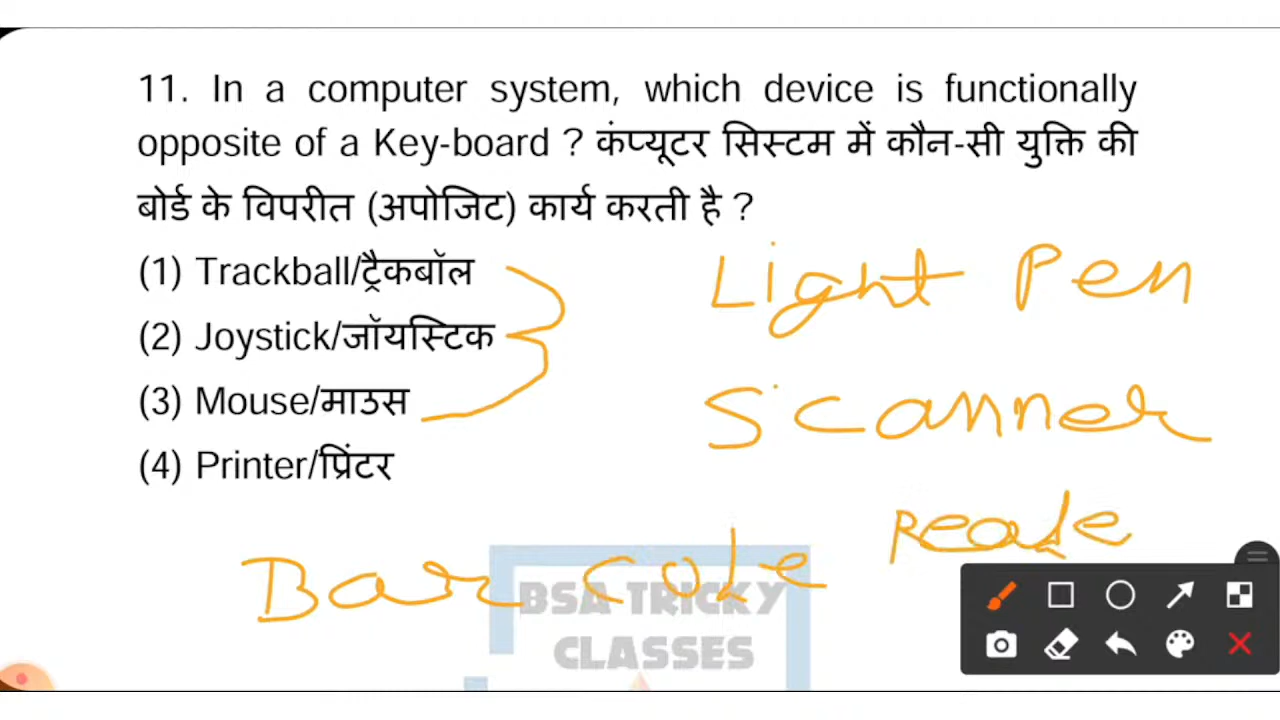 11. In a computer system, which device is functionally
opposite of a Key-board ? कंप्यूटर सिस्टम में कौन-सी युक्ति की
बोर्ड के विपरीत (अपोजिट) कार्य करती है ?
(1) Trackball/ट्रैकबॉल
(2) Joystick/जॉयस्टिक
(3) Mouse/माउस
(4) Printer/प्रिंटर
Light Pen
Scanner
Bar code Reade
BSA TRICKY
CLASSES